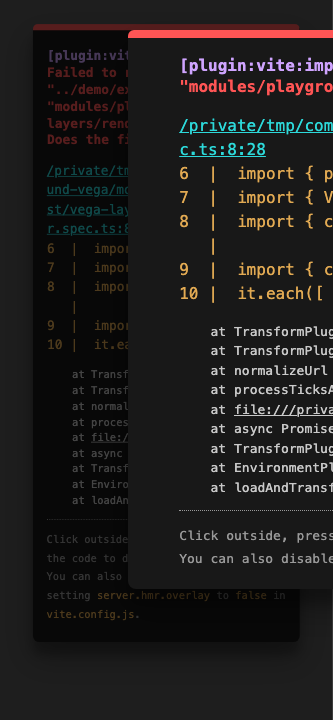 [plugin:vite
Failed to r
"../demo/ex
"modules/pl
layers/rend
Does the fi
/private/tm
und-vega/mo
st/vega-lay
r.spec.ts:8
6 | impor
7 | impor
8 | impor
|
9 | impor
10 | it.ea
at Transf
at Transf
at normal
at proces
at file:/
at async
at Transf
at Enviro
at loadAn
Click outside
the code to d
You can also
setting server.hmr.overlay to false in
vite.config.js.
[plugin:vite:imp
"modules/playgro
/private/tmp/com
c.ts:8:28
6 | import { p
7 | import { V
8 | import { c
|
9 | import { c
10 | it.each([
at TransformPlug
at TransformPlug
at normalizeUrl
at processTicksA
at file:///priva
at async Promise
at TransformPlug
at EnvironmentPl
at loadAndTransf
Click outside, press
You can also disable